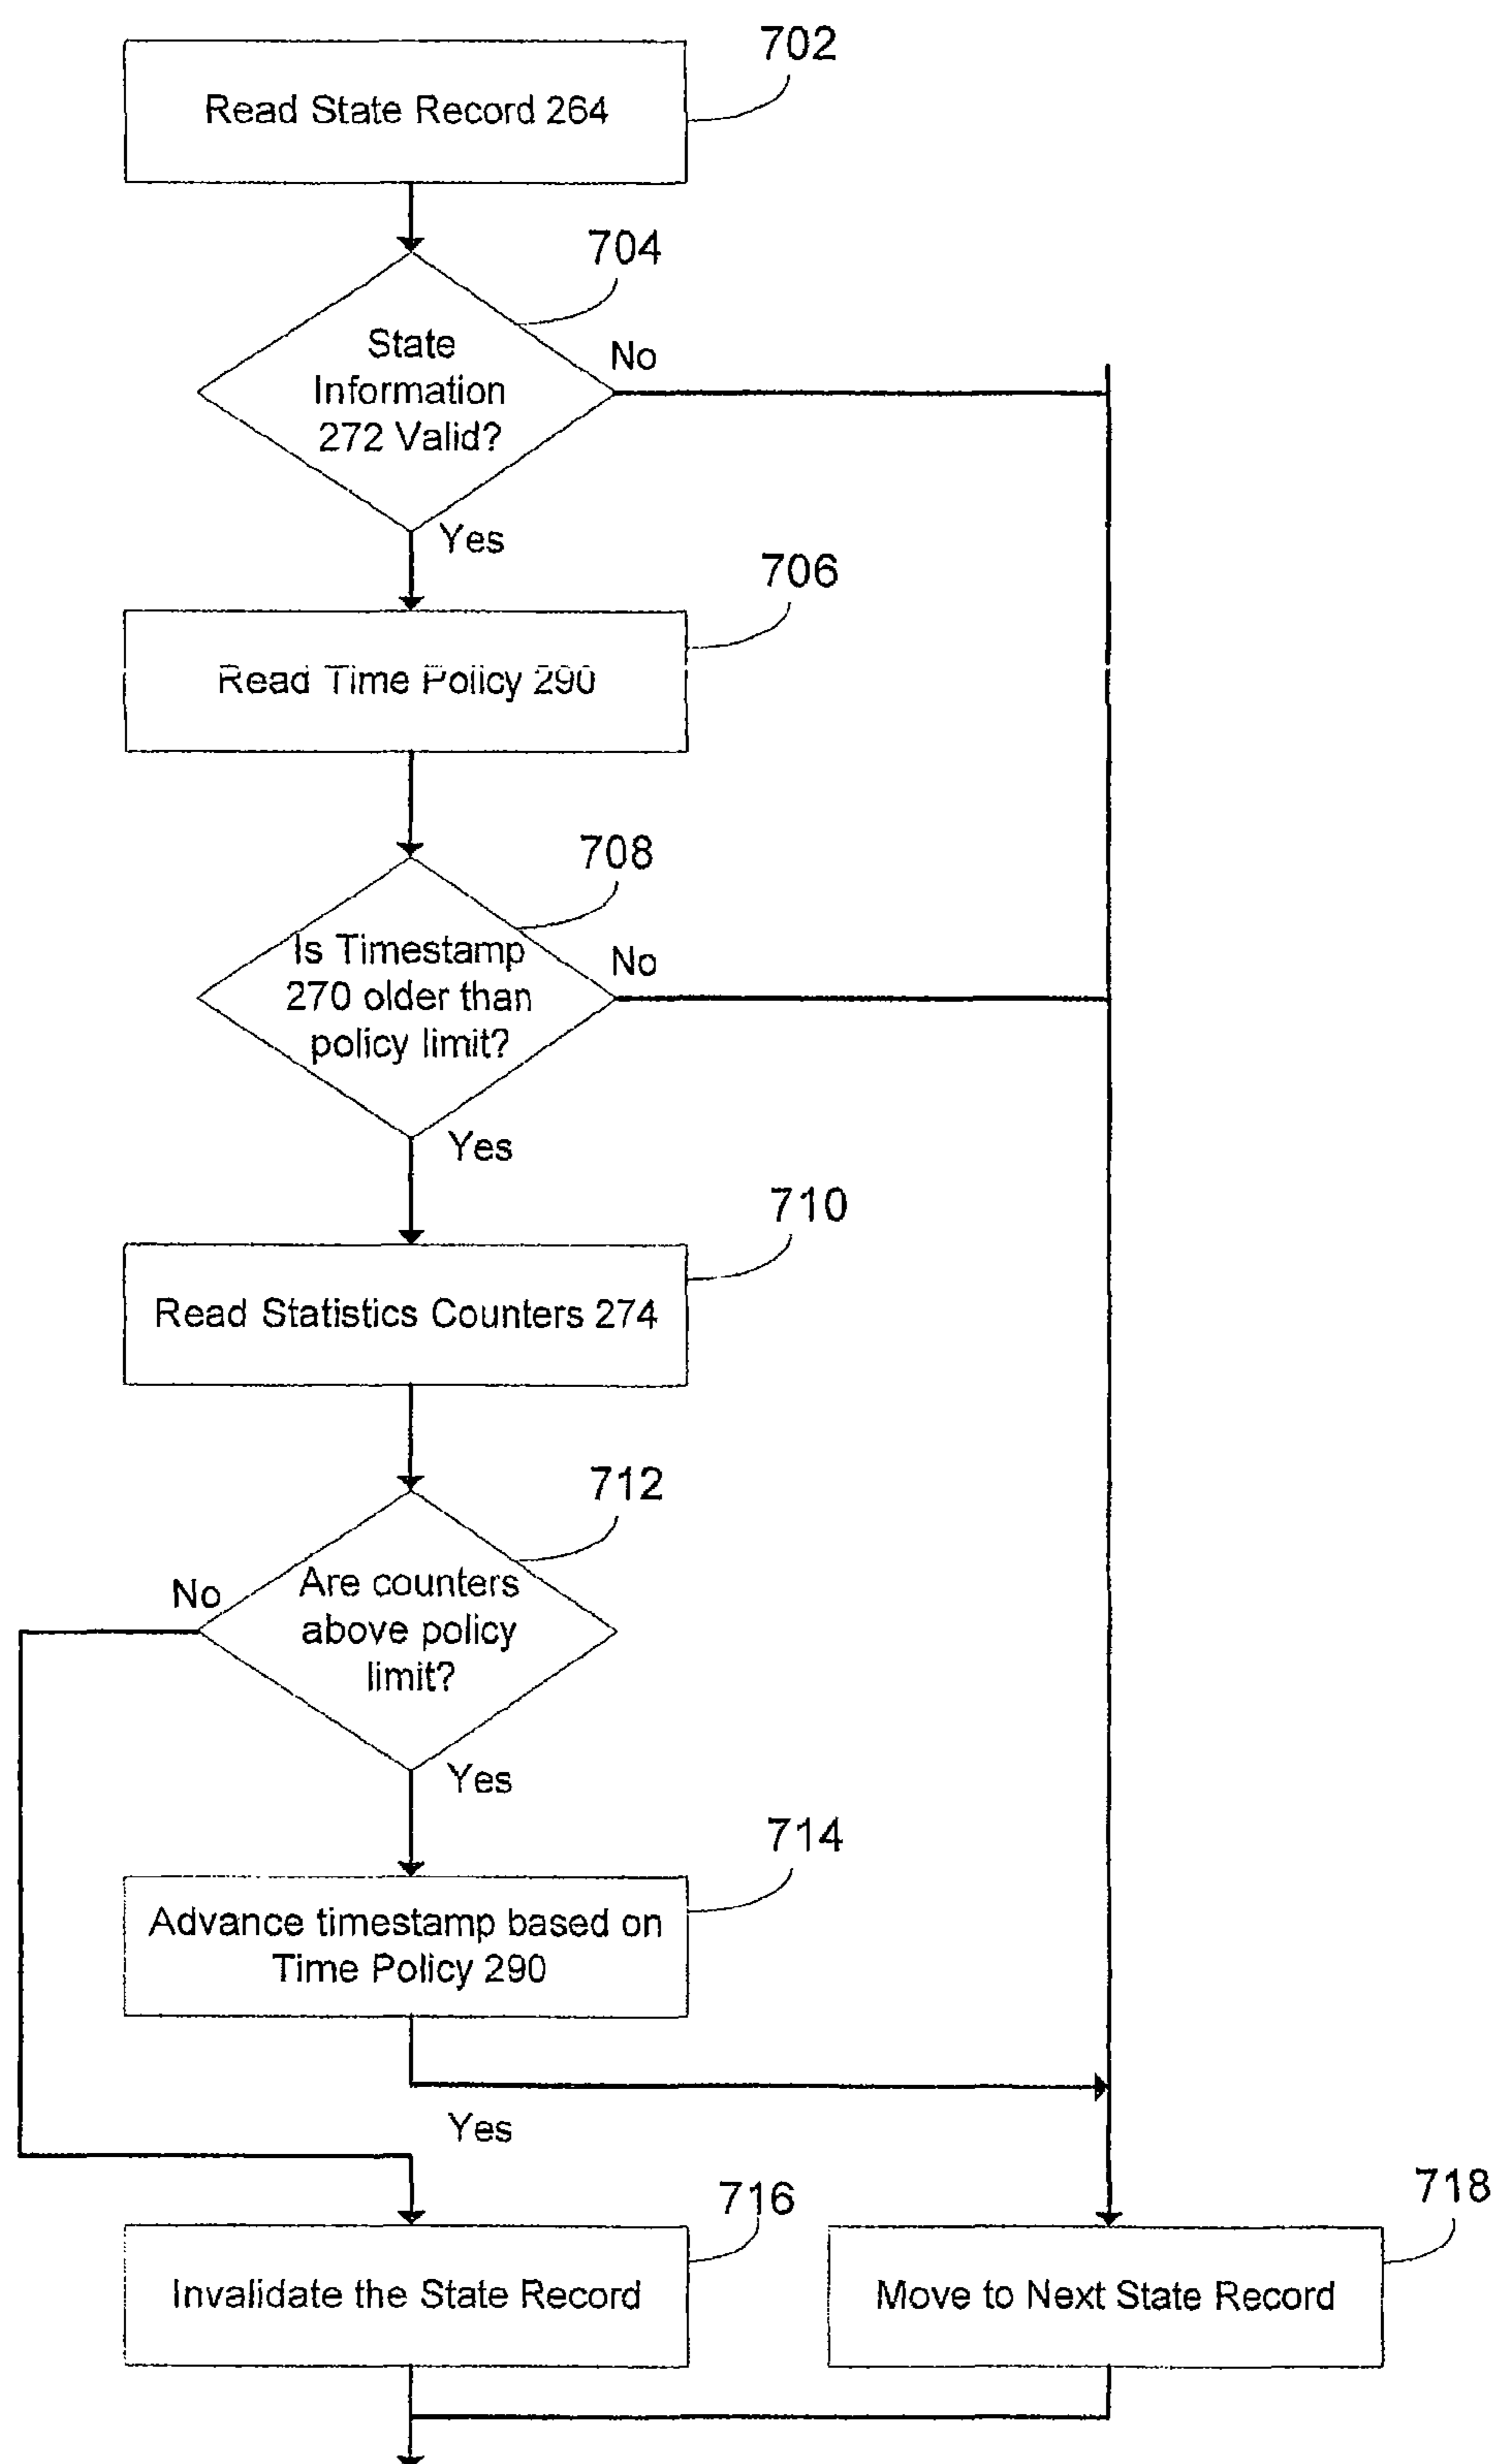 702
Read State Record 264
704
State
Information
272 Valid?
No
Yes
706
Read Time Policy 290
708
Is Timestamp
270 older than
policy limit?
No
Yes
710
Read Statistics Counters 274
712
No
Are counters
above policy
limit?
Yes
714
Advance timestamp based on
Time Policy 290
Yes
716
718
Invalidate the State Record
Move to Next State Record